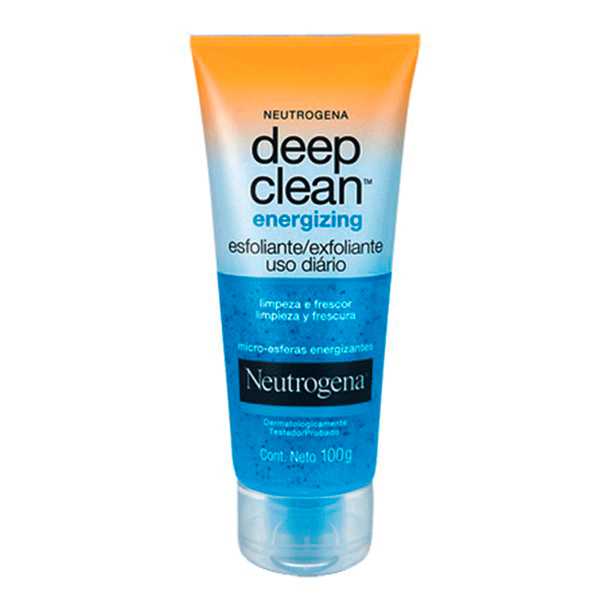 NEUTROGENA
deep
clean™
energizing
esfoliante/exfoliante
uso diário
limpeza e frescor
limpieza y frescura
micro-esferas energizantes
Neutrogena
Dermatologicamente
Testado/Probado
Cont. Neto 100g